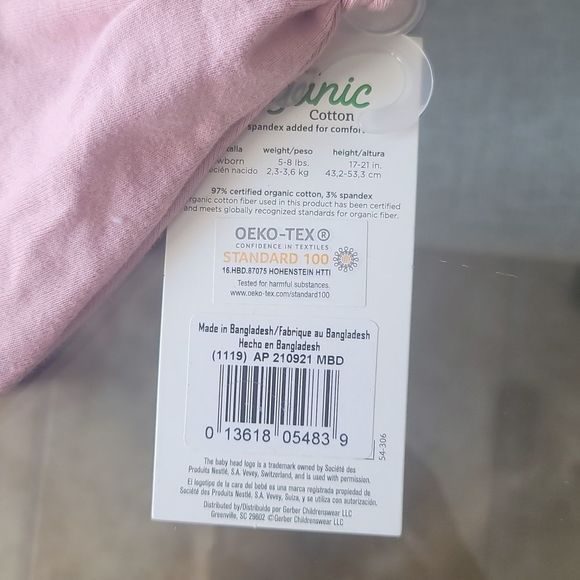 Cotton
spandex added for
weight/peso height/altura
5-8 lbs. 17-21 in.
nacido 2,3-3,6 kg 43,2-53,3 cm
97% certified organic cotton, 3% spandex
organic cotton fiber used in this product has been certified
and meets globally recognized standards for organic fiber.
OEKO-TEX®
CONFIDENCE IN TEXTILES
STANDARD 100
16.HBD.87075 HOHENSTEIN HTTI
Tested for harmful substances.
www.oeko-tex.com/standard100
Made in Bangladesh/Fabrique au Bangladesh
Hecho en Bangladesh
(1119) AP 210921 MBD
0 13618 05483 9
54-306
The baby head logo is a trademark owned by Société des
Produits Nestlé, S.A. Vevey, Switzerland, and is used with permission.
El logotipo de la cara del bebé es una marca registrada propiedad de
Société des Produits Nestlé, S.A. Vevey, Suiza, y se utiliza con autorización.
Distributed by/Distribuido por Gerber Childrenswear LLC
Greenville, SC 29602 ©Gerber Childrenswear LLC